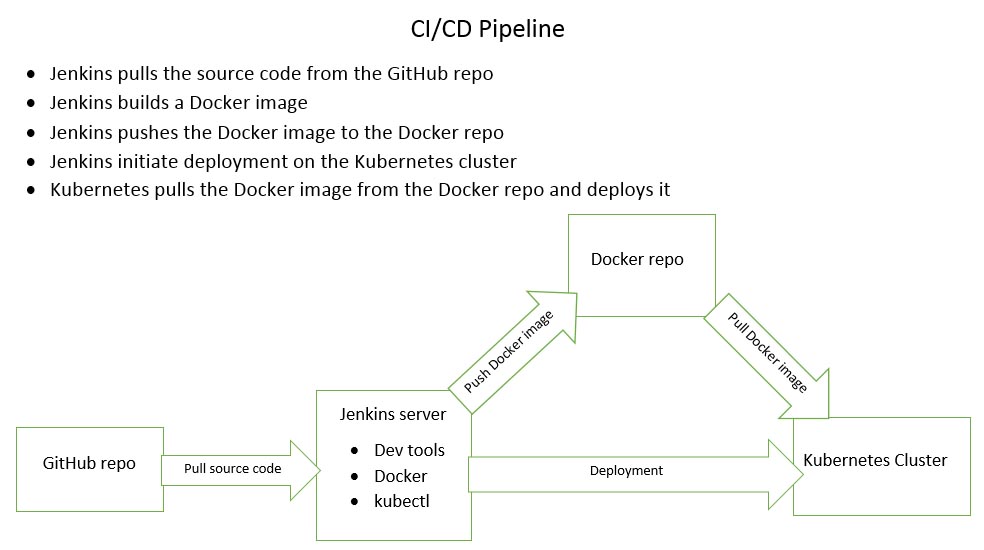 CI/CD Pipeline
• Jenkins pulls the source code from the GitHub repo
• Jenkins builds a Docker image
• Jenkins pushes the Docker image to the Docker repo
• Jenkins initiate deployment on the Kubernetes cluster
• Kubernetes pulls the Docker image from the Docker repo and deploys it
Docker repo
Push Docker image
Pull Docker image
Jenkins server
• Dev tools
• Docker
• kubectl
GitHub repo
Pull source code
Deployment
Kubernetes Cluster